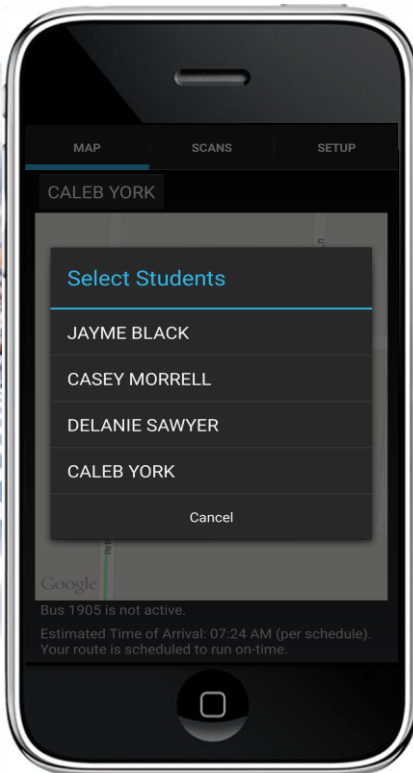 MAP SCANS SETUP
CALEB YORK
Select Students
JAYME BLACK
CASEY MORRELL
DELANIE SAWYER
CALEB YORK
Cancel
Google
Bus 1905 is not active.
Estimated Time of Arrival: 07:24 AM (per schedule).
Your route is scheduled to run on-time.